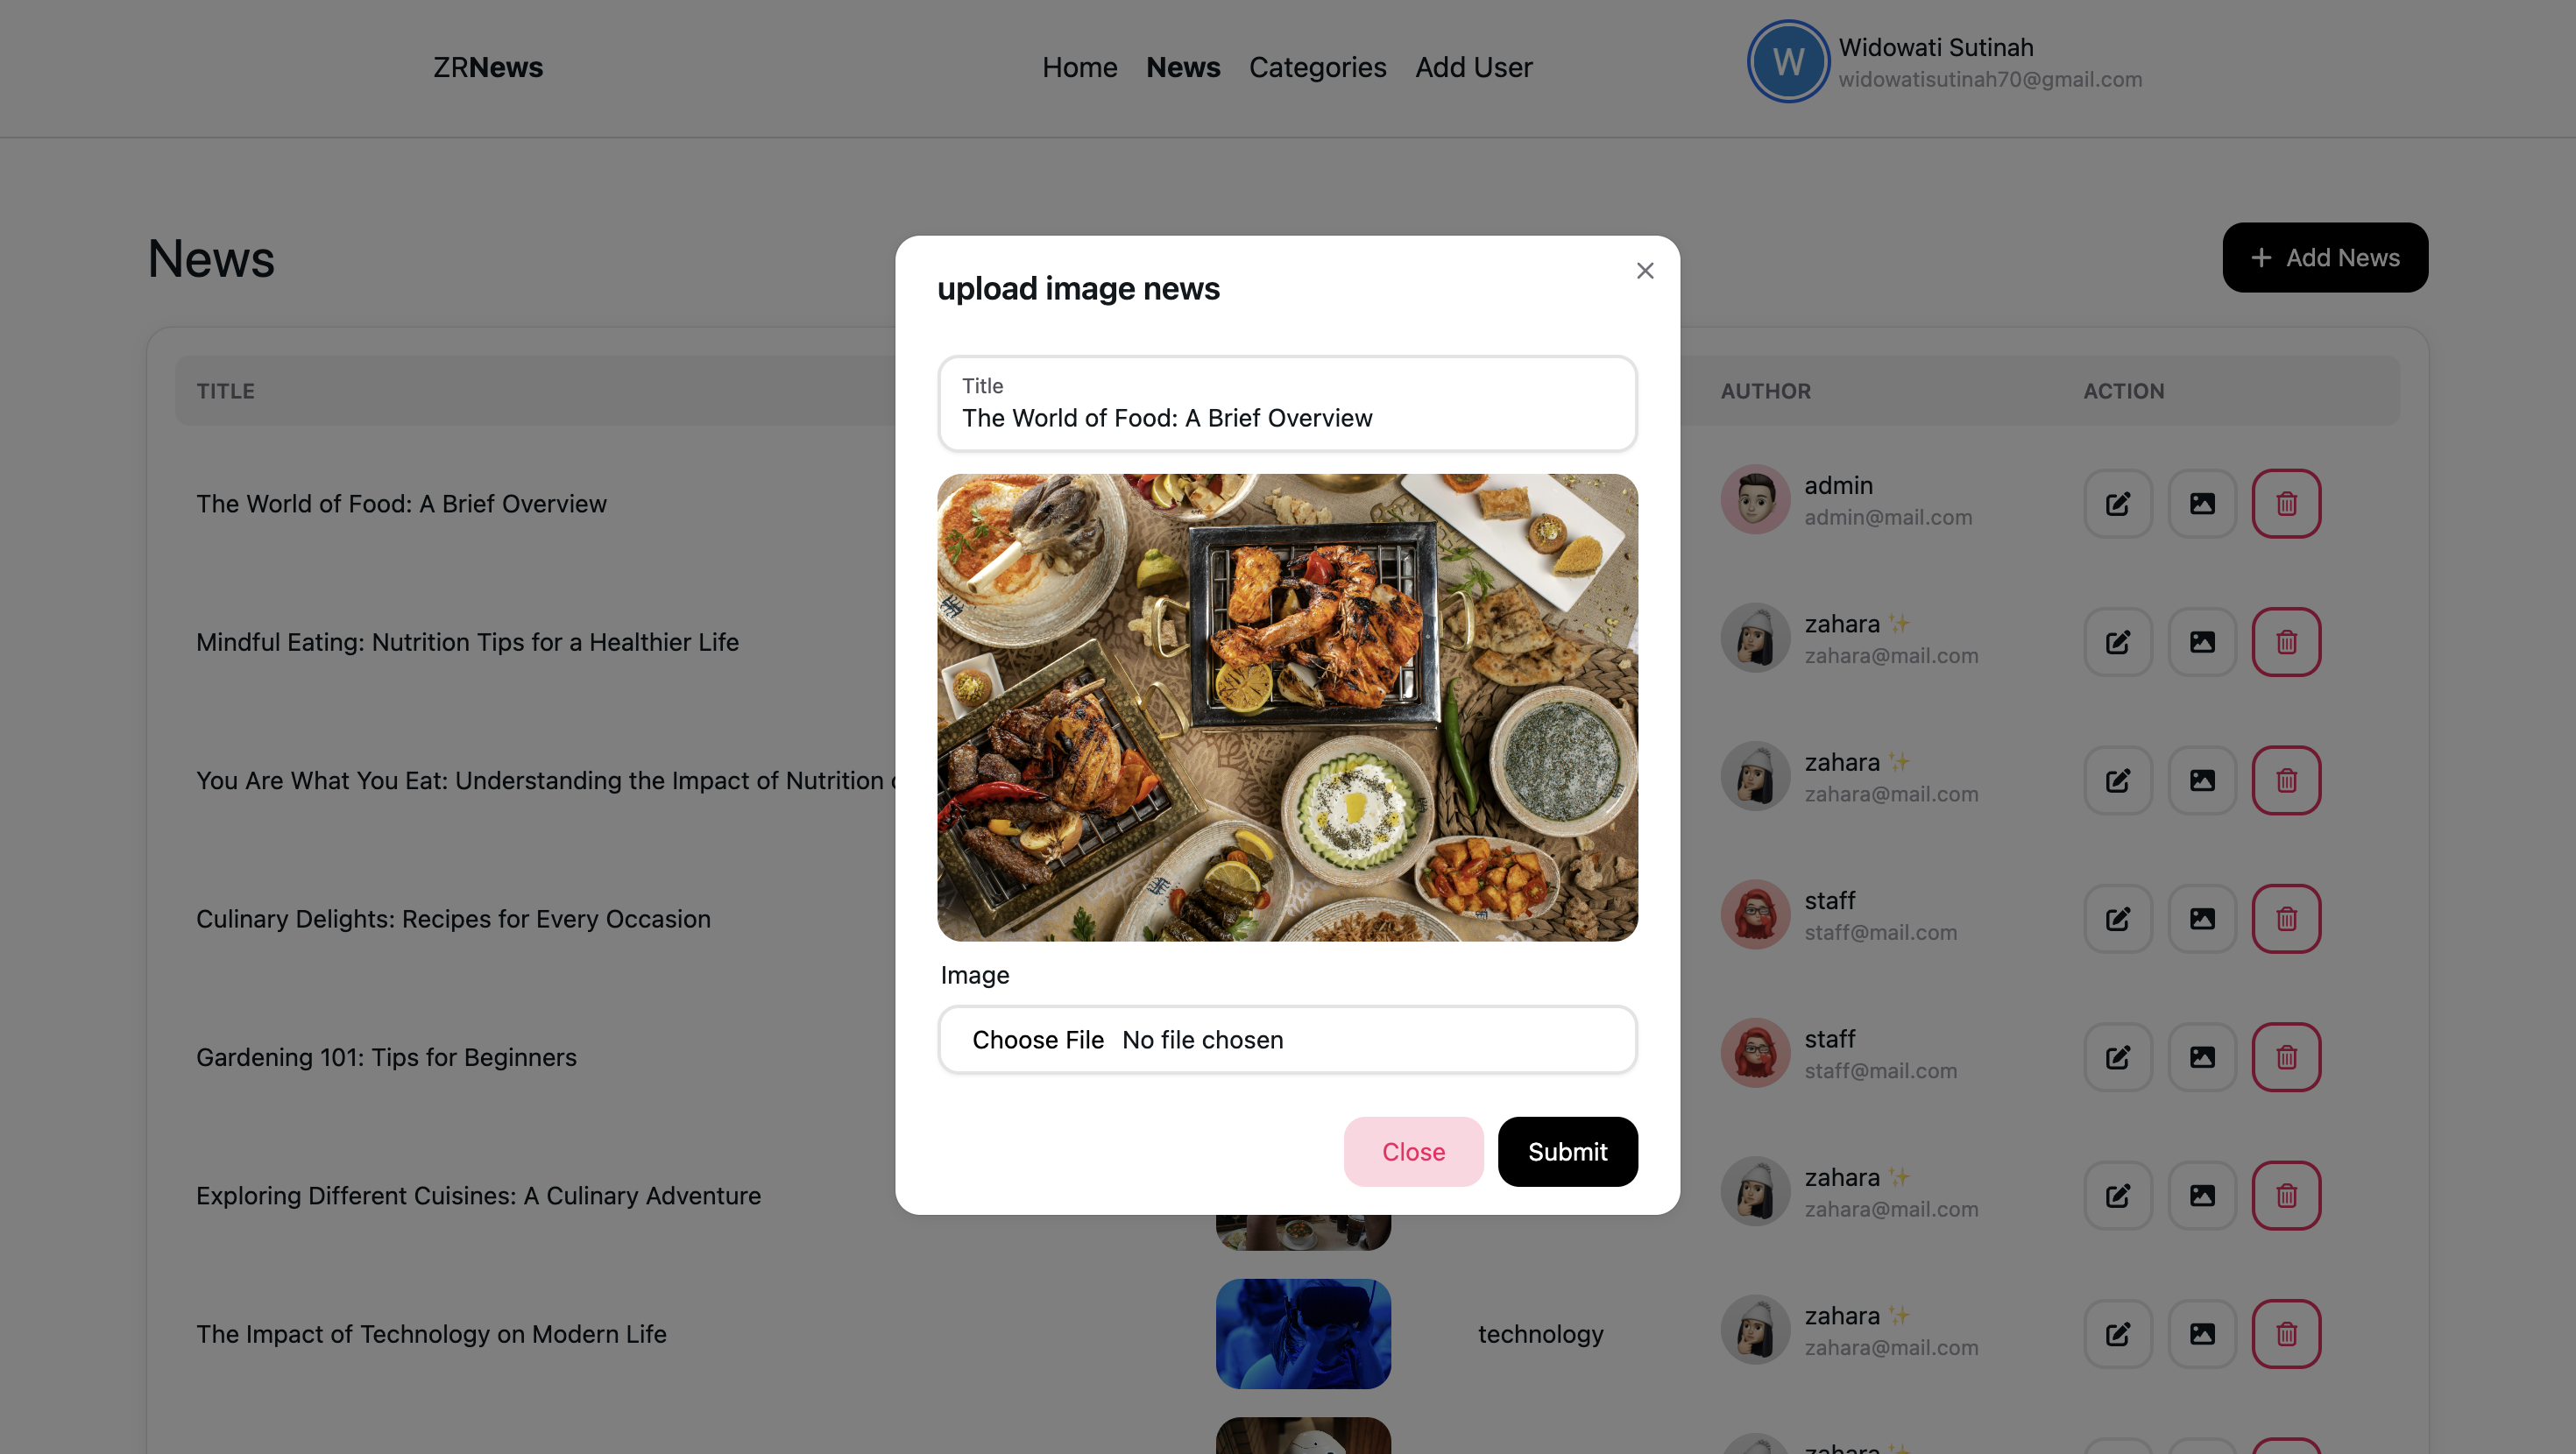 ZRNews
Home News Categories Add User
W
Widowati Sutinah
widowatisutinah70@gmail.com
News
+ Add News
upload image news
Title
The World of Food: A Brief Overview
Image
Choose File No file chosen
Close
Submit
TITLE
AUTHOR
ACTION
The World of Food: A Brief Overview
admin
admin@mail.com
Mindful Eating: Nutrition Tips for a Healthier Life
zahara ✨
zahara@mail.com
You Are What You Eat: Understanding the Impact of Nutrition
zahara ✨
zahara@mail.com
Culinary Delights: Recipes for Every Occasion
staff
staff@mail.com
Gardening 101: Tips for Beginners
staff
staff@mail.com
Exploring Different Cuisines: A Culinary Adventure
zahara ✨
zahara@mail.com
The Impact of Technology on Modern Life
technology
zahara ✨
zahara@mail.com
zahara ✨